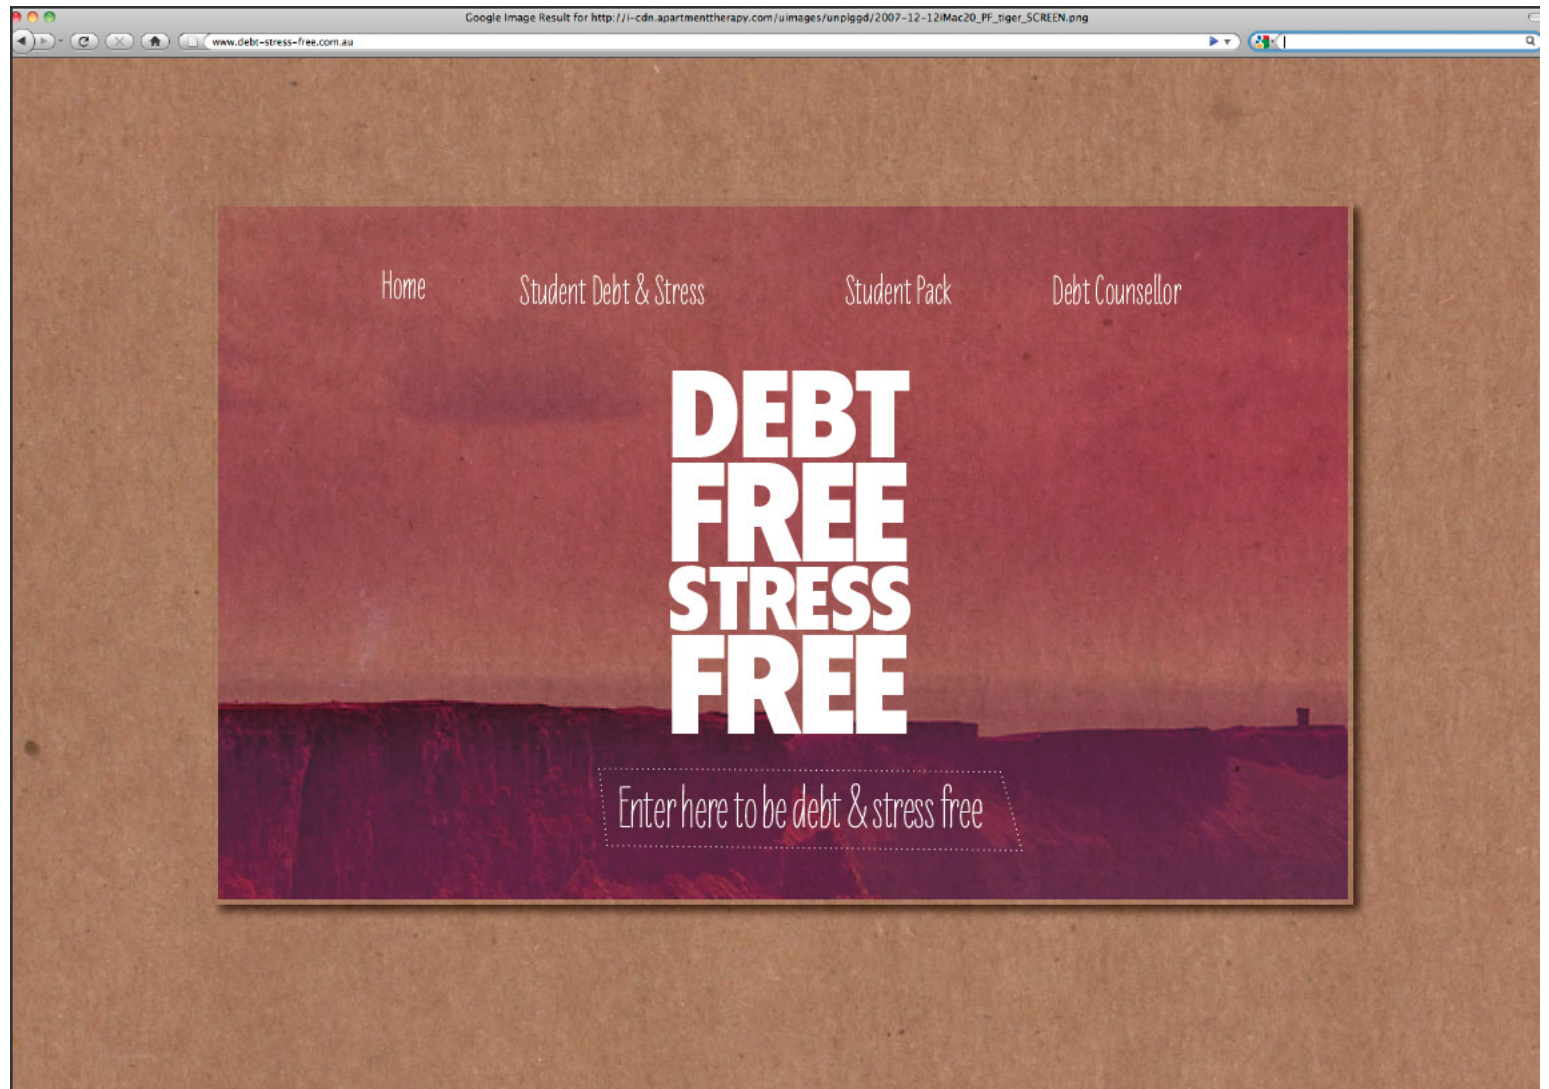 Google Image Result for http://i-cdn.apartmenttherapy.com/uimages/unplggd/2007-12-12iMac20_PF_tiger_SCREEN.png
www.debt-stress-free.com.au
Home Student Debt & Stress Student Pack Debt Counsellor
DEBT
FREE
STRESS
FREE
Enter here to be debt & stress free